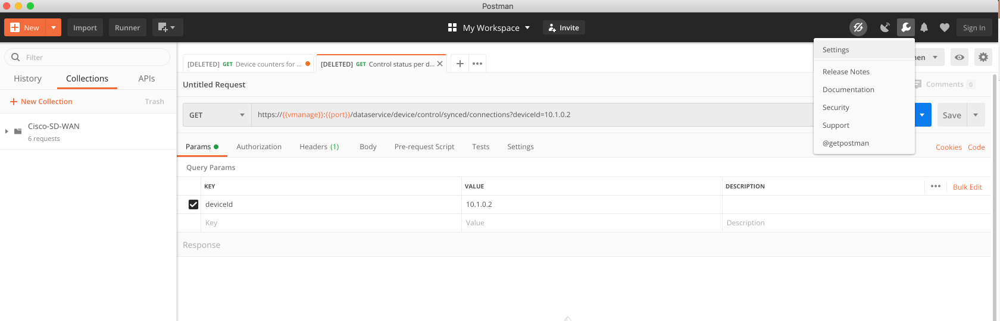 Postman
New
Import
Runner
My Workspace
Invite
Sign In
Filter
History
Collections
APIs
New Collection
Trash
Cisco-SD-WAN
6 requests
[DELETED] GET Device counters for ...
[DELETED] GET Control status per d...
Settings
Release Notes
Documentation
Security
Support
@getpostman
Untitled Request
Comments 0
GET
https://{{vmanage}}:{{port}}/dataservice/device/control/synced/connections?deviceId=10.1.0.2
Save
Params
Authorization
Headers (1)
Body
Pre-request Script
Tests
Settings
Cookies
Code
Query Params
KEY
VALUE
DESCRIPTION
Bulk Edit
deviceId
10.1.0.2
Key
Value
Description
Response